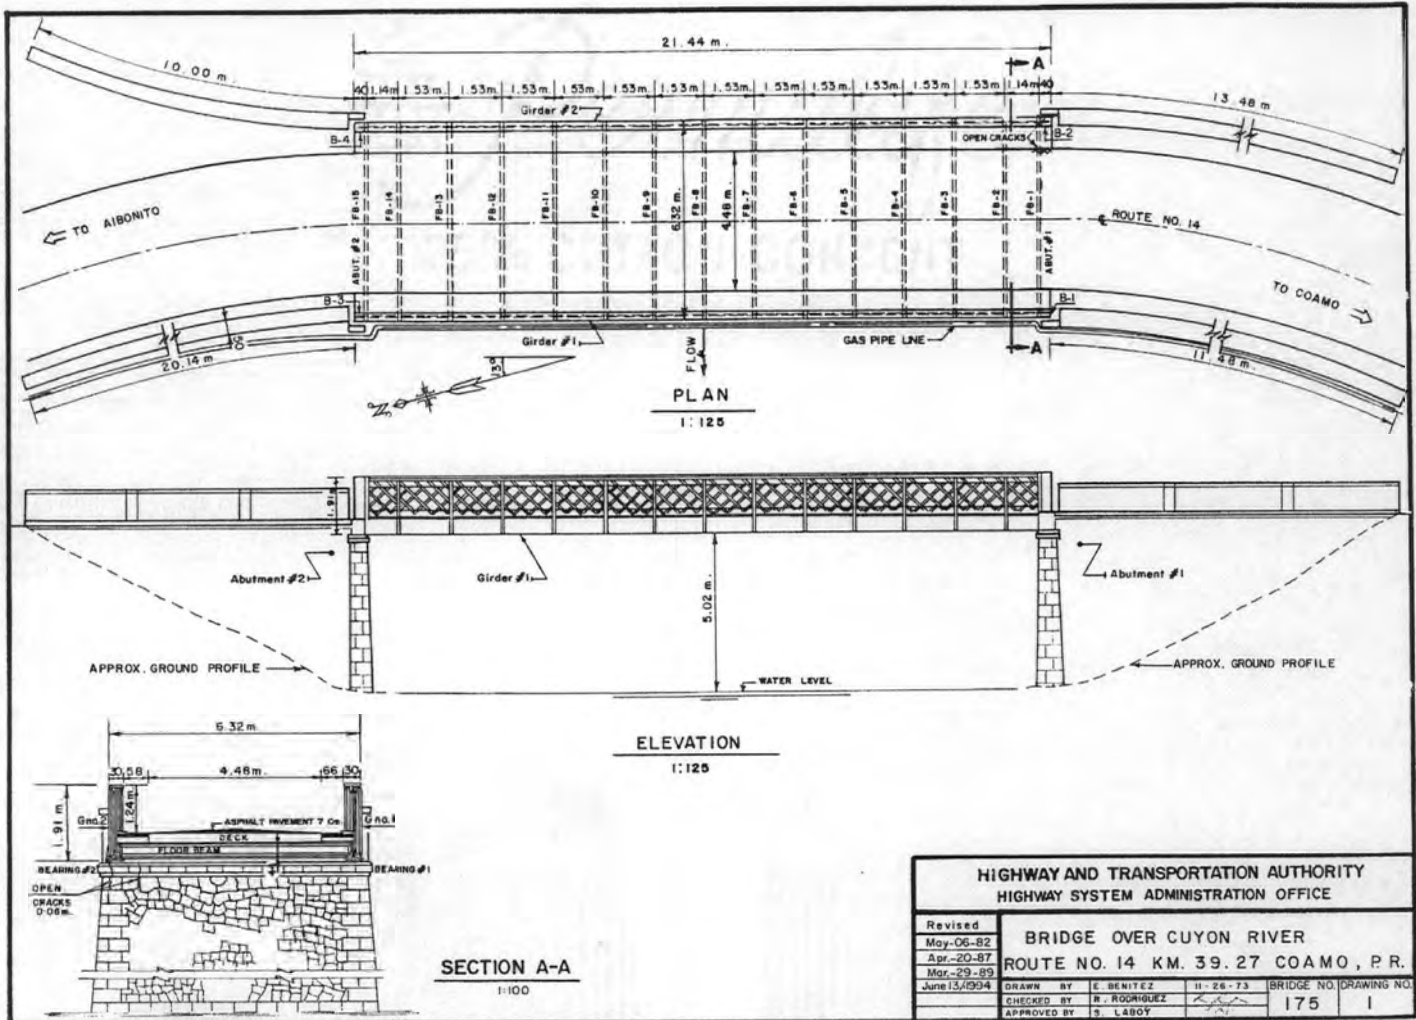 21.44 m.
10.00 m.
A
.40 1.14m 1.53m. 1.53m. 1.53m. 1.53m. 1.53m. 1.53m 1.53m. 1.53m 1.53m. 1.53m. 1.53m. 1.53m. 1.14m .40
13.48 m
Girder #2
B-4
B-2
OPEN CRACKS
FB-15
FB-14
FB-13
FB-12
FB-11
FB-10
FB-9
FB-8
FB-7
FB-6
FB-5
FB-4
FB-3
FB-2
FB-1
6.32 m.
4.48 m.
TO AIBONITO
ROUTE NO. 14
ABUT. #2
ABUT. #1
TO COAMO
B-3
B-1
Girder #1
FLOW
GAS PIPE LINE
A
20.14 m
11.48 m.
13°
N
PLAN
1:125
1.91 m
Abutment #2
Girder #1
5.02 m.
Abutment #1
APPROX. GROUND PROFILE
WATER LEVEL
APPROX. GROUND PROFILE
ELEVATION
1:125
6.32 m.
.30 .58 4.48m. .66 .30
1.91 m
1.24m.
G no.2
G no.1
ASPHALT PAVEMENT 7 Cm
DECK
FLOOR BEAM
BEARING #2
BEARING #1
OPEN
CRACKS
0.06m.
SECTION A-A
1:100
HIGHWAY AND TRANSPORTATION AUTHORITY
HIGHWAY SYSTEM ADMINISTRATION OFFICE
Revised
May-06-82
Apr.-20-87
Mar.-29-89
June 13/1994
BRIDGE OVER CUYON RIVER
ROUTE NO. 14 KM. 39.27 COAMO, P.R.
DRAWN BY E. BENITEZ 11-26-73
CHECKED BY R. RODRIGUEZ
APPROVED BY S. LABOY
BRIDGE NO.
175
DRAWING NO.
1